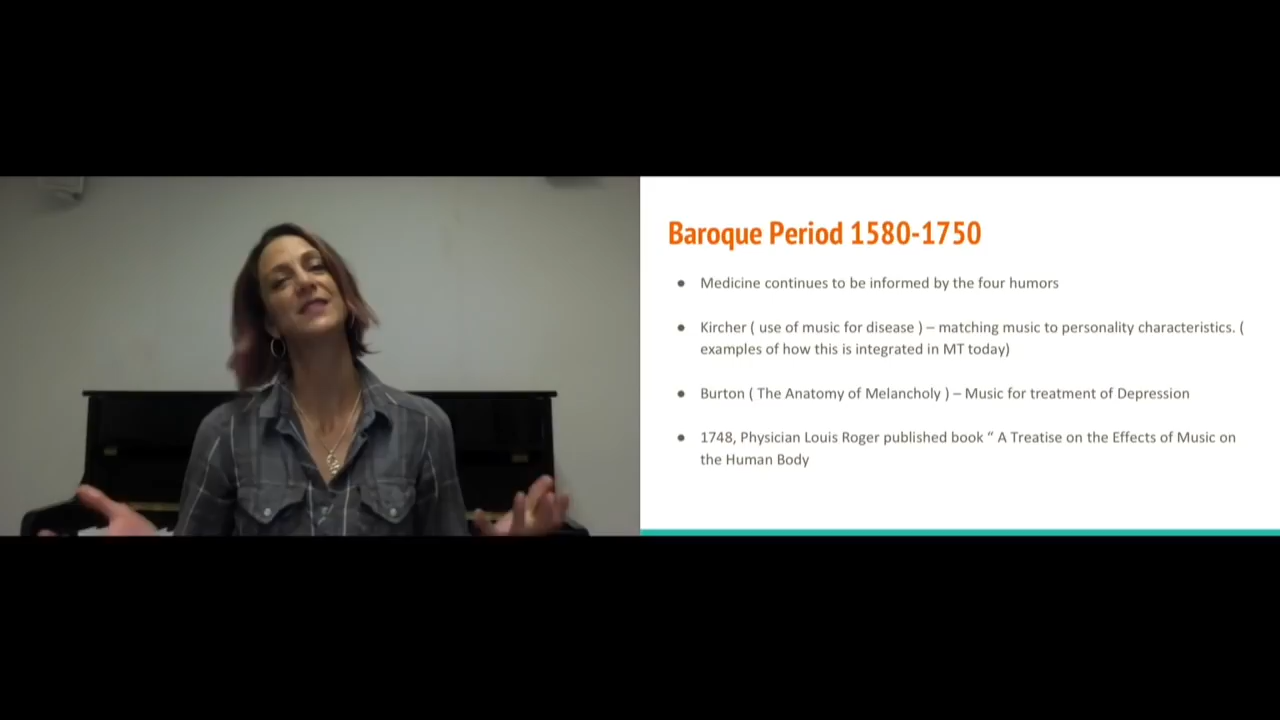 Baroque Period 1580-1750
● Medicine continues to be informed by the four humors
● Kircher ( use of music for disease ) – matching music to personality characteristics. (
examples of how this is integrated in MT today)
● Burton ( The Anatomy of Melancholy ) – Music for treatment of Depression
● 1748, Physician Louis Roger published book “ A Treatise on the Effects of Music on
the Human Body